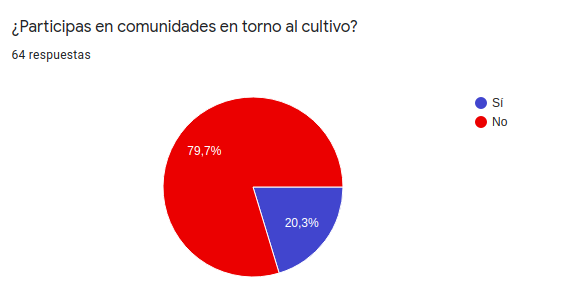 ¿Participas en comunidades en torno al cultivo?
64 respuestas
Sí
No
79,7%
20,3%